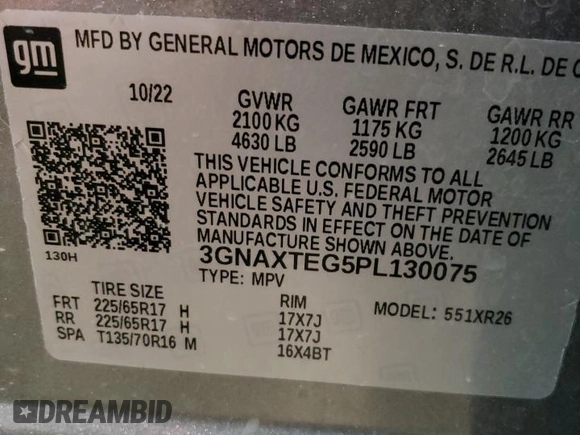 gm
MFD BY GENERAL MOTORS DE MEXICO, S. DE R.L. DE
10/22
GVWR GAWR FRT GAWR RR
2100 KG 1175 KG 1200 KG
4630 LB 2590 LB 2645 LB
THIS VEHICLE CONFORMS TO ALL
APPLICABLE U.S. FEDERAL MOTOR
VEHICLE SAFETY AND THEFT PREVENTION
STANDARDS IN EFFECT ON THE DATE OF
MANUFACTURE SHOWN ABOVE.
130H
3GNAXTEG5PL130075
TYPE: MPV
TIRE SIZE RIM MODEL: 551XR26
FRT 225/65R17 H 17X7J
RR 225/65R17 H 17X7J
SPA T135/70R16 M 16X4BT
DREAMBID